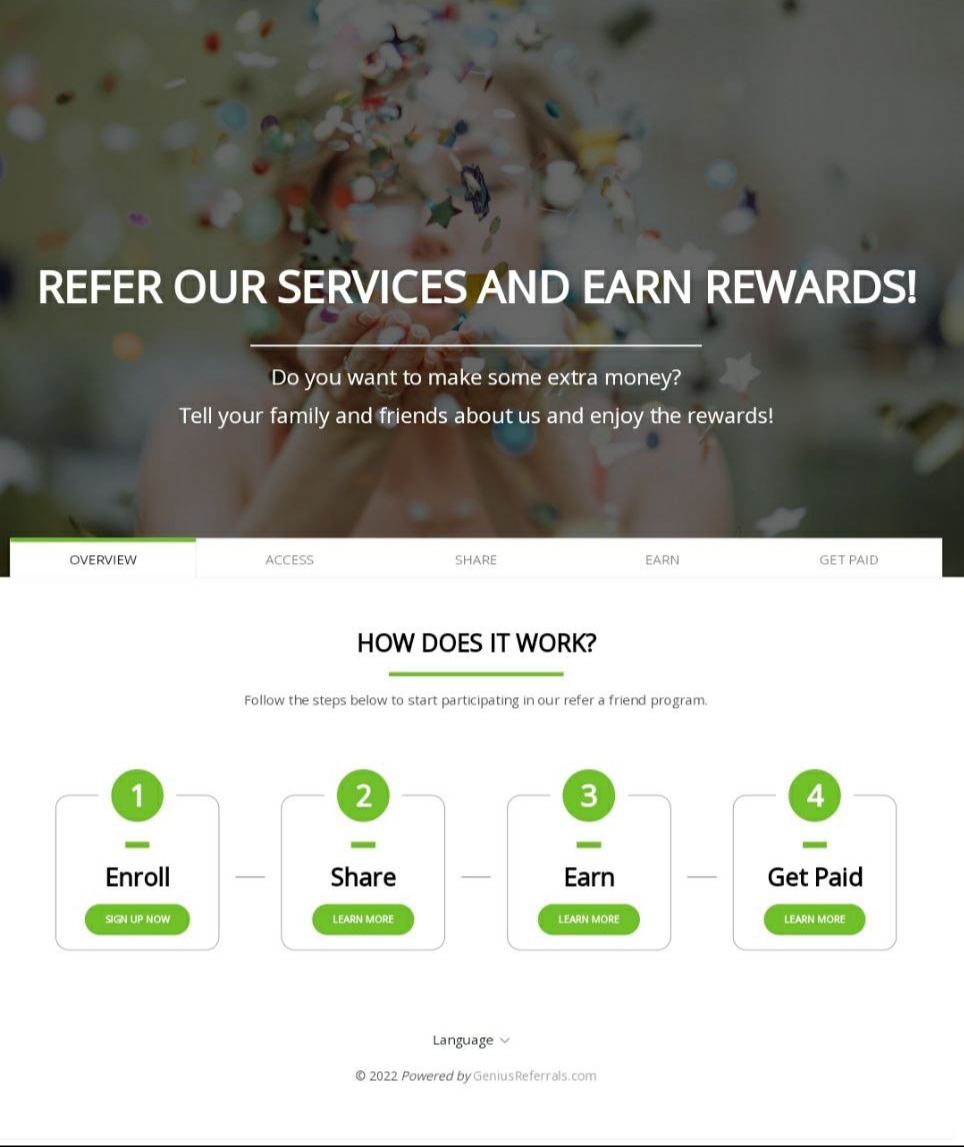 REFER OUR SERVICES AND EARN REWARDS!
Do you want to make some extra money?
Tell your family and friends about us and enjoy the rewards!
OVERVIEW ACCESS SHARE EARN GET PAID
HOW DOES IT WORK?
Follow the steps below to start participating in our refer a friend program.
1 2 3 4
Enroll Share Earn Get Paid
SIGN UP NOW LEARN MORE LEARN MORE LEARN MORE
Language
© 2022 Powered by GeniusReferrals.com